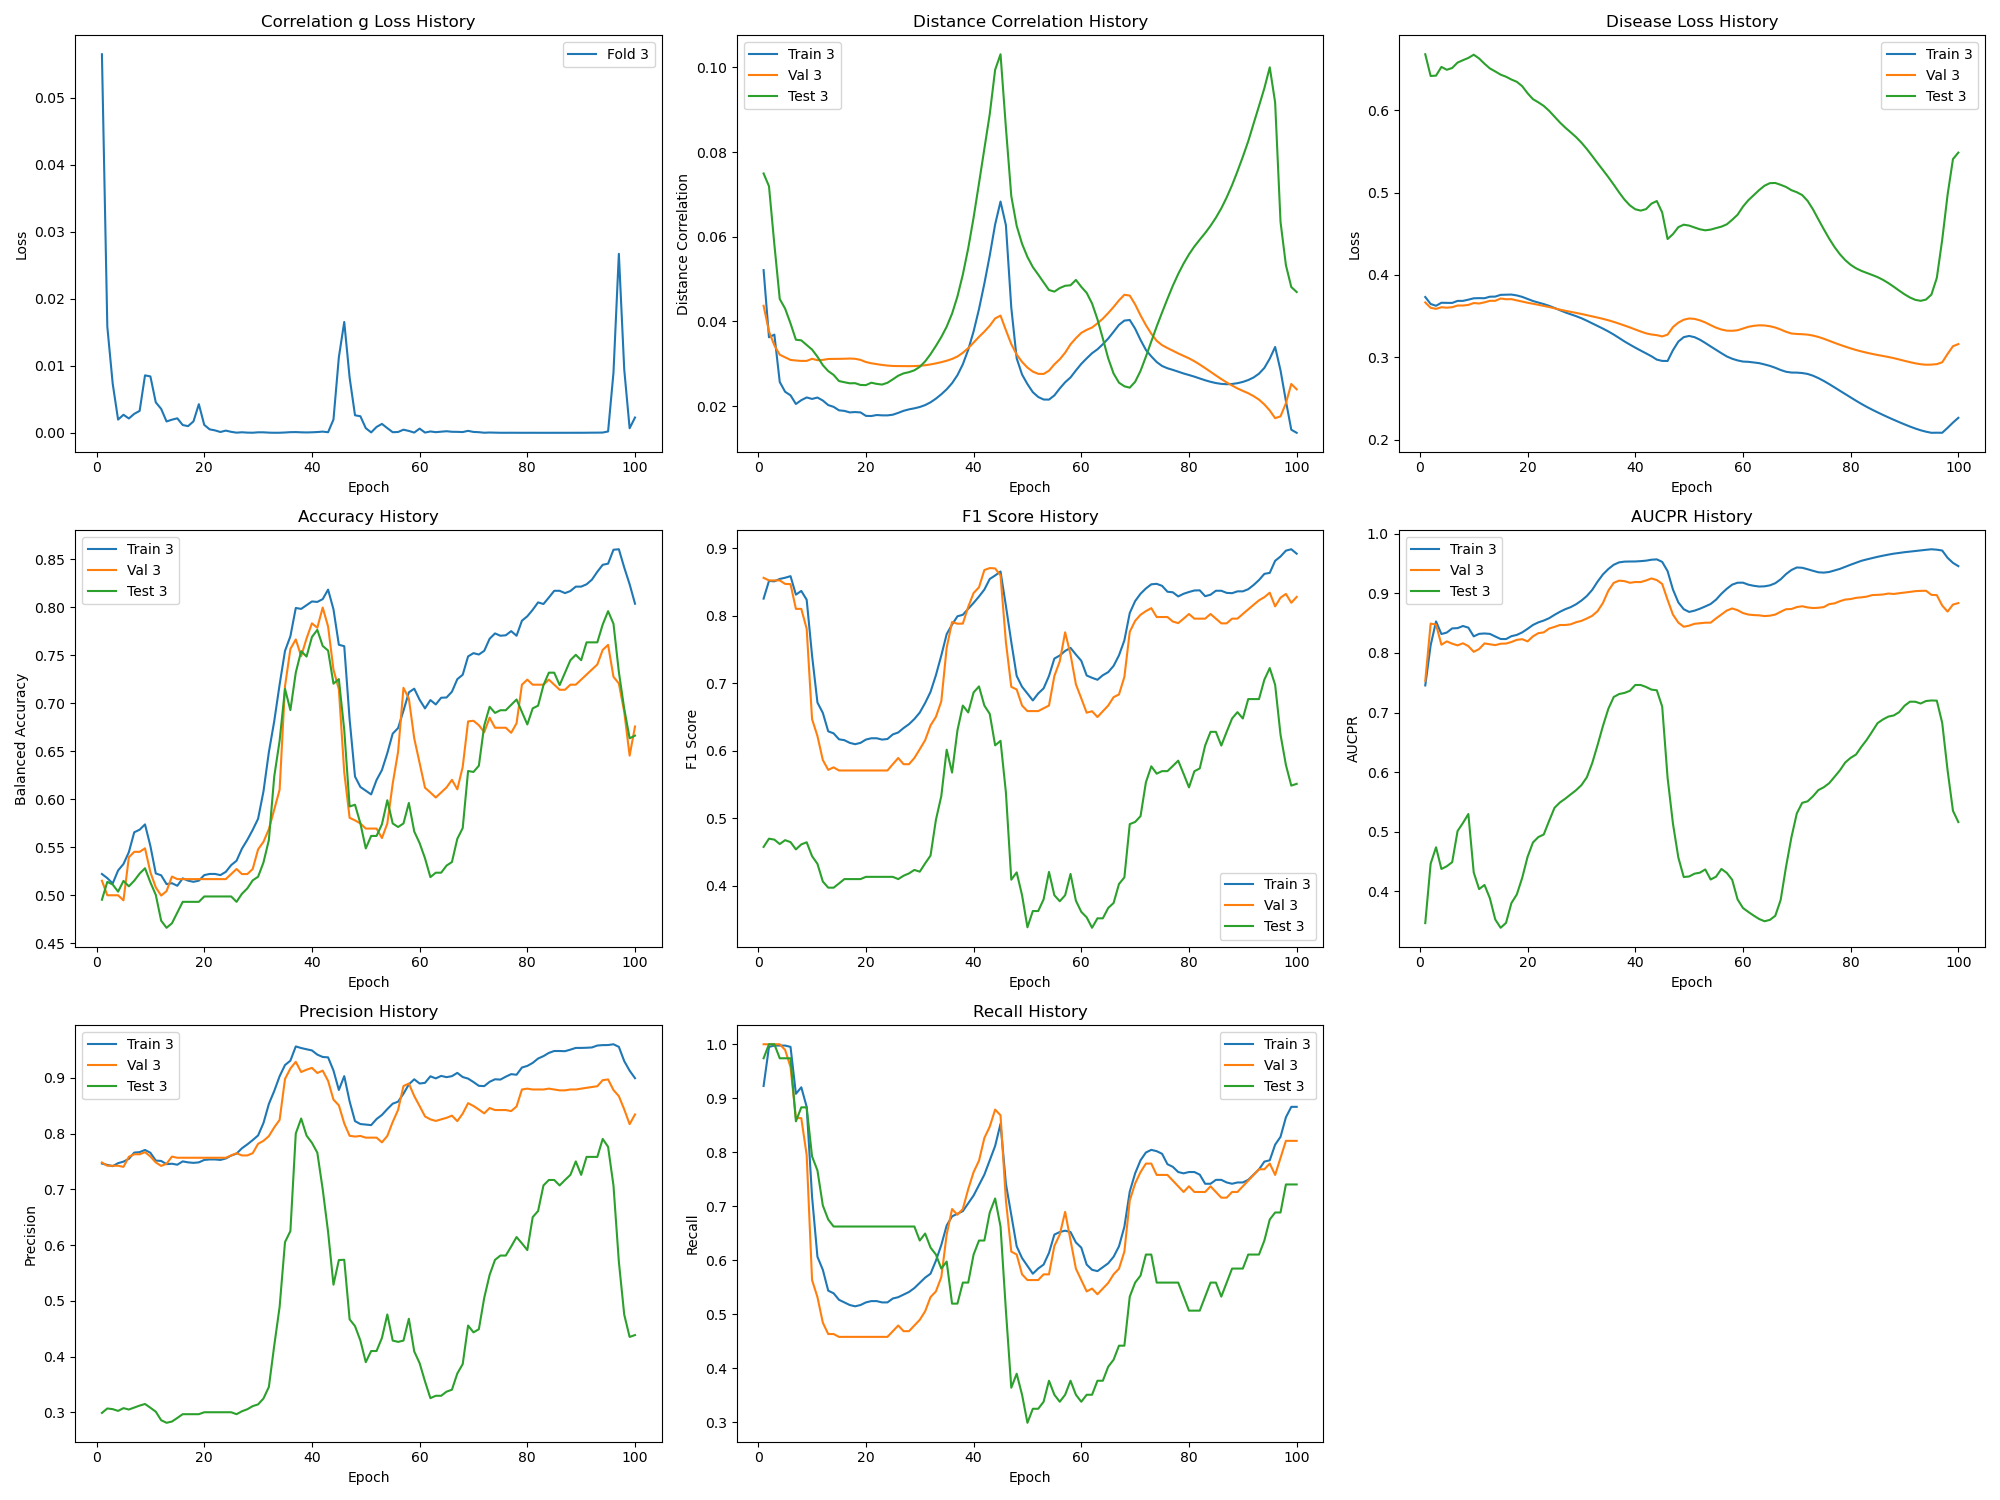 Correlation g Loss History
Loss
0.05
0.04
0.03
0.02
0.01
0.00
Fold 3
0 20 40 60 80 100
Epoch
Distance Correlation History
Distance Correlation
0.10
0.08
0.06
0.04
0.02
Train 3
Val 3
Test 3
0 20 40 60 80 100
Epoch
Disease Loss History
Loss
0.6
0.5
0.4
0.3
0.2
Train 3
Val 3
Test 3
0 20 40 60 80 100
Epoch
Accuracy History
Balanced Accuracy
0.85
0.80
0.75
0.70
0.65
0.60
0.55
0.50
0.45
Train 3
Val 3
Test 3
0 20 40 60 80 100
Epoch
F1 Score History
F1 Score
0.9
0.8
0.7
0.6
0.5
0.4
Train 3
Val 3
Test 3
0 20 40 60 80 100
Epoch
AUCPR History
AUCPR
1.0
0.9
0.8
0.7
0.6
0.5
0.4
Train 3
Val 3
Test 3
0 20 40 60 80 100
Epoch
Precision History
Precision
0.9
0.8
0.7
0.6
0.5
0.4
0.3
Train 3
Val 3
Test 3
0 20 40 60 80 100
Epoch
Recall History
Recall
1.0
0.9
0.8
0.7
0.6
0.5
0.4
0.3
Train 3
Val 3
Test 3
0 20 40 60 80 100
Epoch